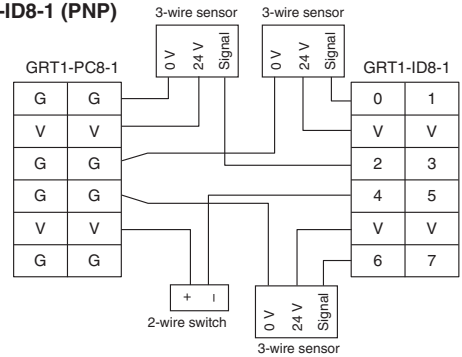 -ID8-1 (PNP)
3-wire sensor
3-wire sensor
0 V
24 V
Signal
0 V
24 V
Signal
GRT1-PC8-1
GRT1-ID8-1
G G
0 1
V V
V V
G G
2 3
G G
4 5
V V
V V
G G
6 7
+ –
2-wire switch
0 V
24 V
Signal
3-wire sensor